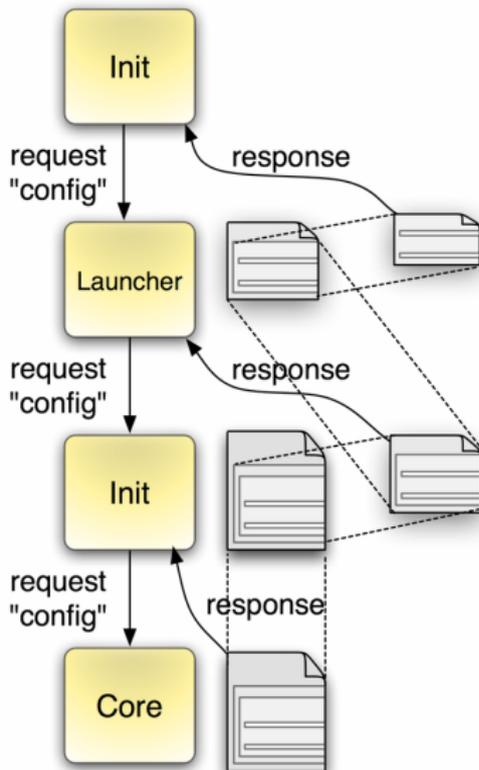 Init
request
"config"
response
Launcher
request
"config"
response
Init
request
"config"
response
Core